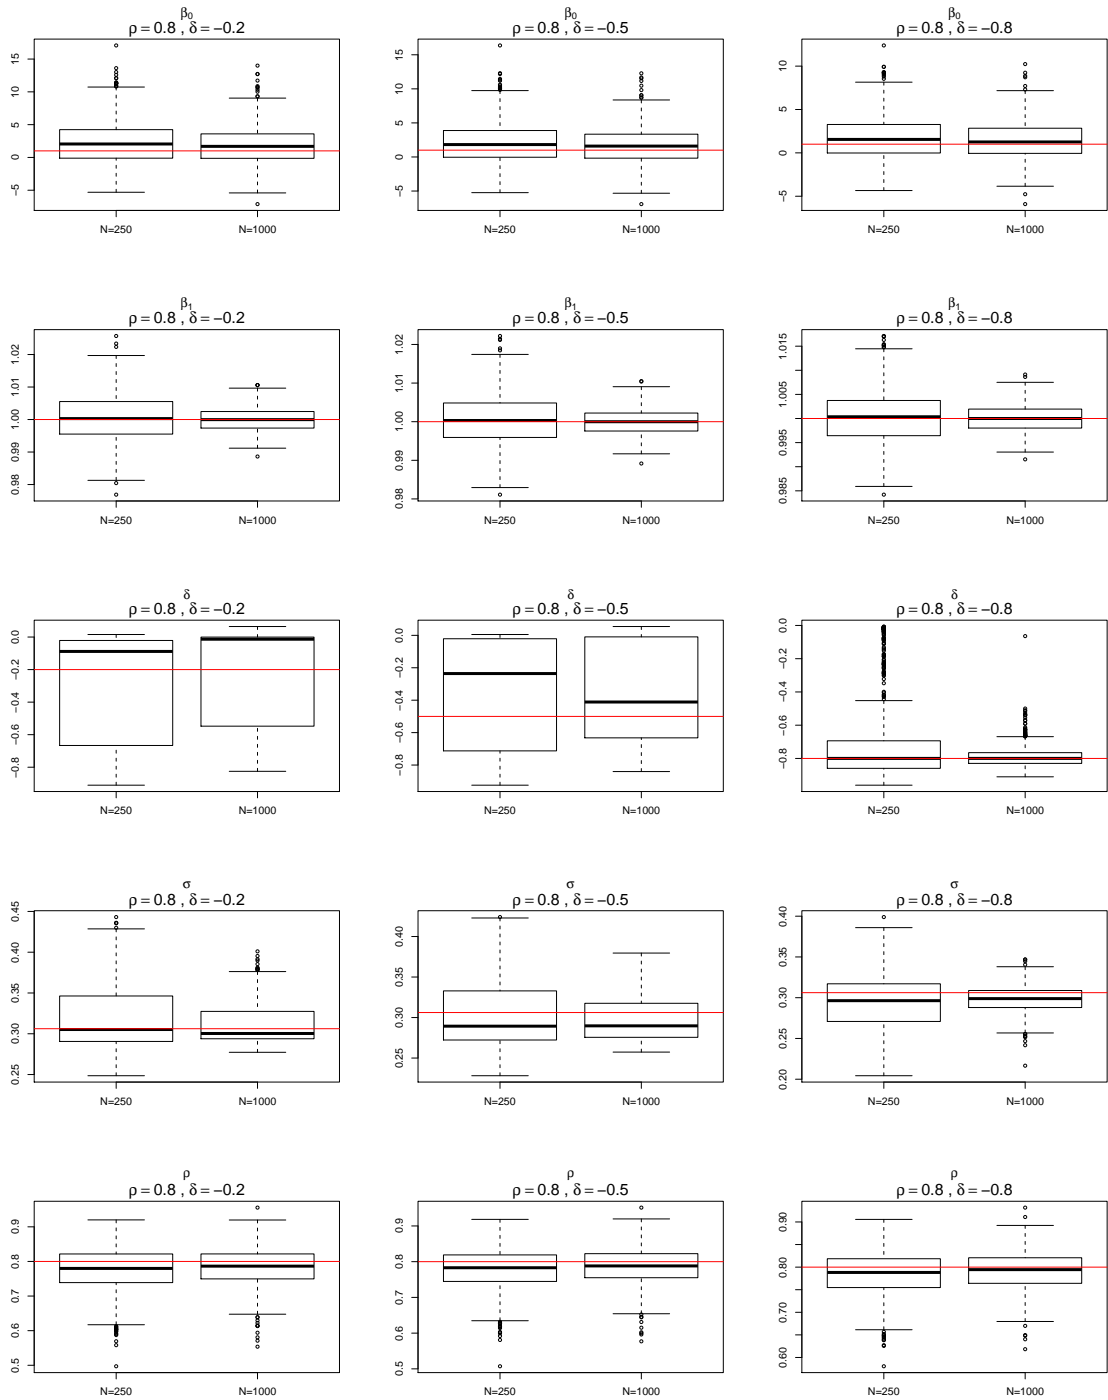 β0 β0 β0
ρ = 0.8 , δ = −0.2 ρ = 0.8 , δ = −0.5 ρ = 0.8 , δ = −0.8
15 10 5 0 −5
15 10 5 0 −5
10 5 0 −5
N=250 N=1000 N=250 N=1000 N=250 N=1000
β1 β1 β1
ρ = 0.8 , δ = −0.2 ρ = 0.8 , δ = −0.5 ρ = 0.8 , δ = −0.8
1.02 1.01 1.00 0.99 0.98
1.02 1.01 1.00 0.99 0.98
1.015 1.005 0.995 0.985
N=250 N=1000 N=250 N=1000 N=250 N=1000
δ δ δ
ρ = 0.8 , δ = −0.2 ρ = 0.8 , δ = −0.5 ρ = 0.8 , δ = −0.8
0.0 −0.2 −0.4 −0.6 −0.8
0.0 −0.2 −0.4 −0.6 −0.8
0.0 −0.2 −0.4 −0.6 −0.8
N=250 N=1000 N=250 N=1000 N=250 N=1000
σ σ σ
ρ = 0.8 , δ = −0.2 ρ = 0.8 , δ = −0.5 ρ = 0.8 , δ = −0.8
0.45 0.40 0.35 0.30 0.25
0.40 0.35 0.30 0.25
0.40 0.35 0.30 0.25 0.20
N=250 N=1000 N=250 N=1000 N=250 N=1000
ρ ρ ρ
ρ = 0.8 , δ = −0.2 ρ = 0.8 , δ = −0.5 ρ = 0.8 , δ = −0.8
0.9 0.8 0.7 0.6 0.5
0.9 0.8 0.7 0.6 0.5
0.90 0.80 0.70 0.60
N=250 N=1000 N=250 N=1000 N=250 N=1000